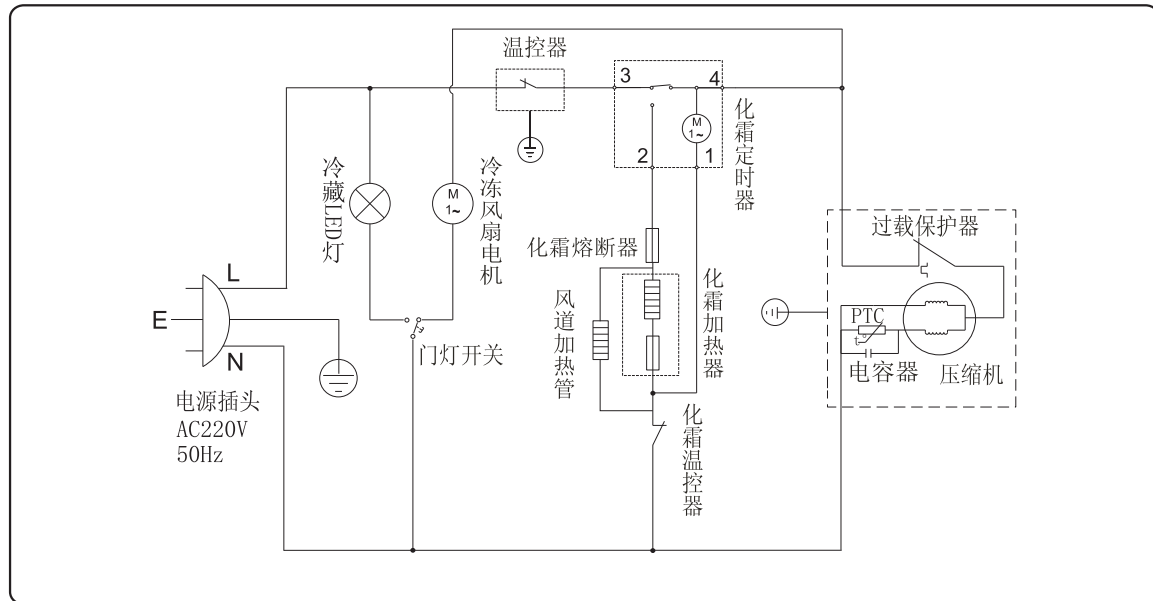 温控器
3
4
M
1~
2
1
化霜定时器
冷藏LED灯
M
1~
冷冻风扇电机
过载保护器
化霜熔断器
L
E
N
风道加热管
化霜加热器
PTC
t°
门灯开关
电容器
压缩机
电源插头
AC220V
50Hz
化霜温控器